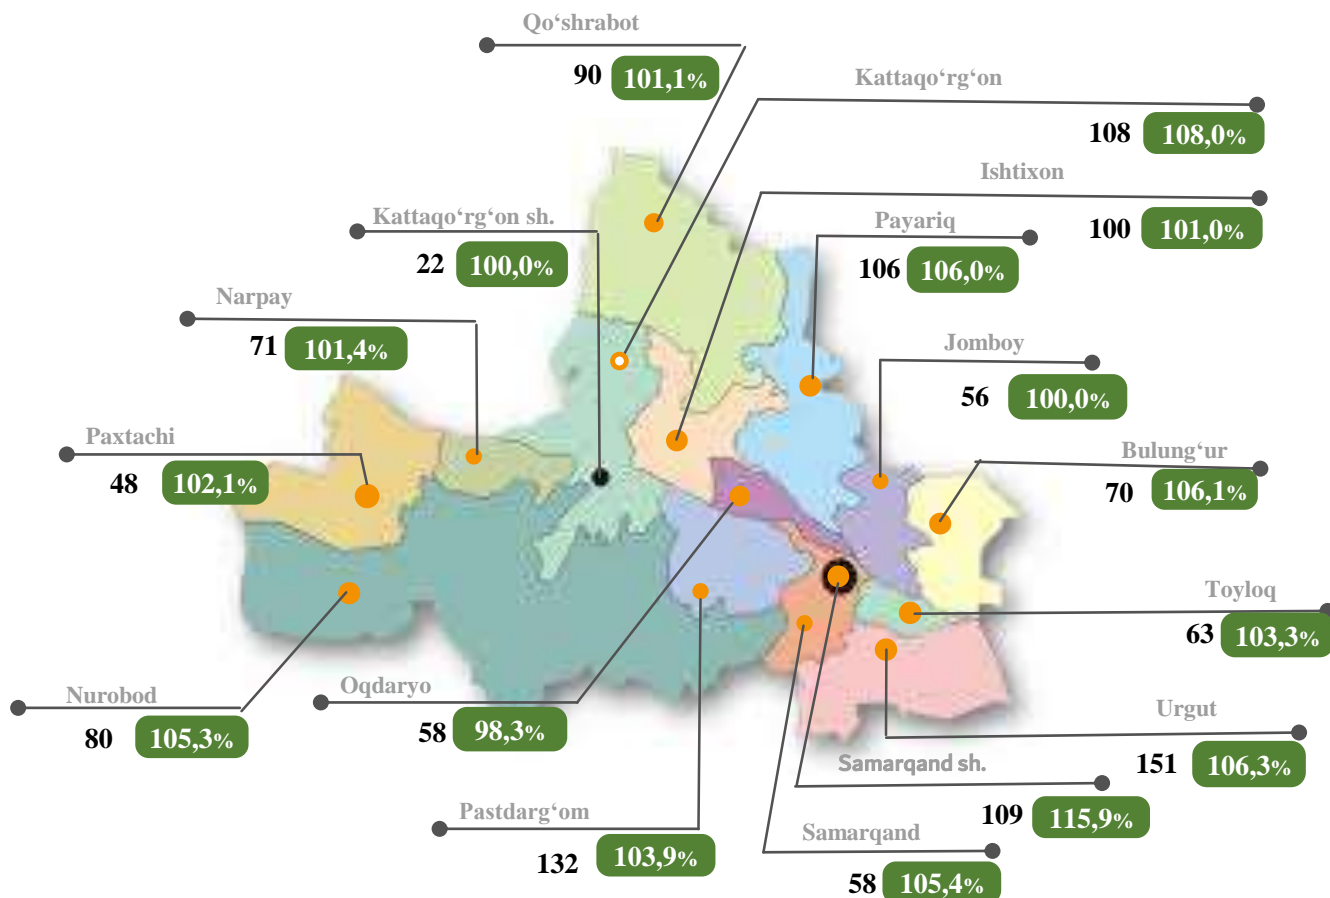 Qo‘shrabot
90 101,1%
Kattaqo‘rg‘on
108 108,0%
Ishtixon
100 101,0%
Kattaqo‘rg‘on sh.
22 100,0%
Payariq
106 106,0%
Narpay
71 101,4%
Jomboy
56 100,0%
Paxtachi
48 102,1%
Bulung‘ur
70 106,1%
Toyloq
63 103,3%
Nurobod
80 105,3%
Oqdaryo
58 98,3%
Urgut
151 106,3%
Samarqand sh.
109 115,9%
Pastdarg‘om
132 103,9%
Samarqand
58 105,4%